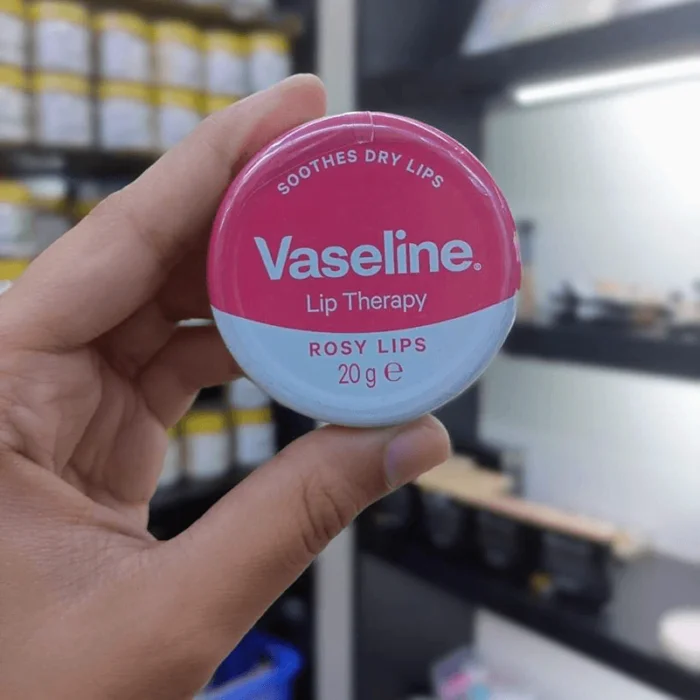 SOOTHES DRY LIPS
Vaseline®
Lip Therapy
ROSY LIPS
20 g ℮